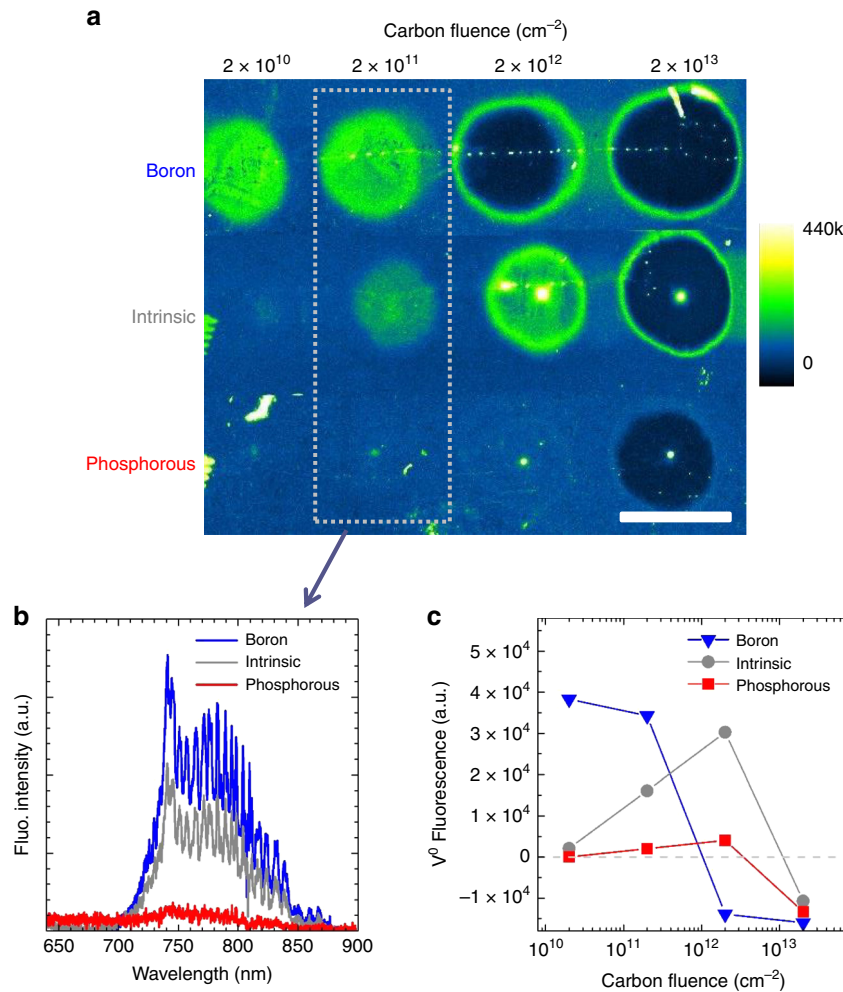 a
Carbon fluence (cm⁻²)
2 × 10¹⁰ 2 × 10¹¹ 2 × 10¹² 2 × 10¹³
Boron
440k
Intrinsic
0
Phosphorous
b
Boron
Intrinsic
Phosphorous
Fluo. intensity (a.u.)
650 700 750 800 850 900
Wavelength (nm)
c
Boron
Intrinsic
Phosphorous
V⁰ Fluorescence (a.u.)
5 × 10⁴
4 × 10⁴
3 × 10⁴
2 × 10⁴
1 × 10⁴
0
−1 × 10⁴
10¹⁰ 10¹¹ 10¹² 10¹³
Carbon fluence (cm⁻²)